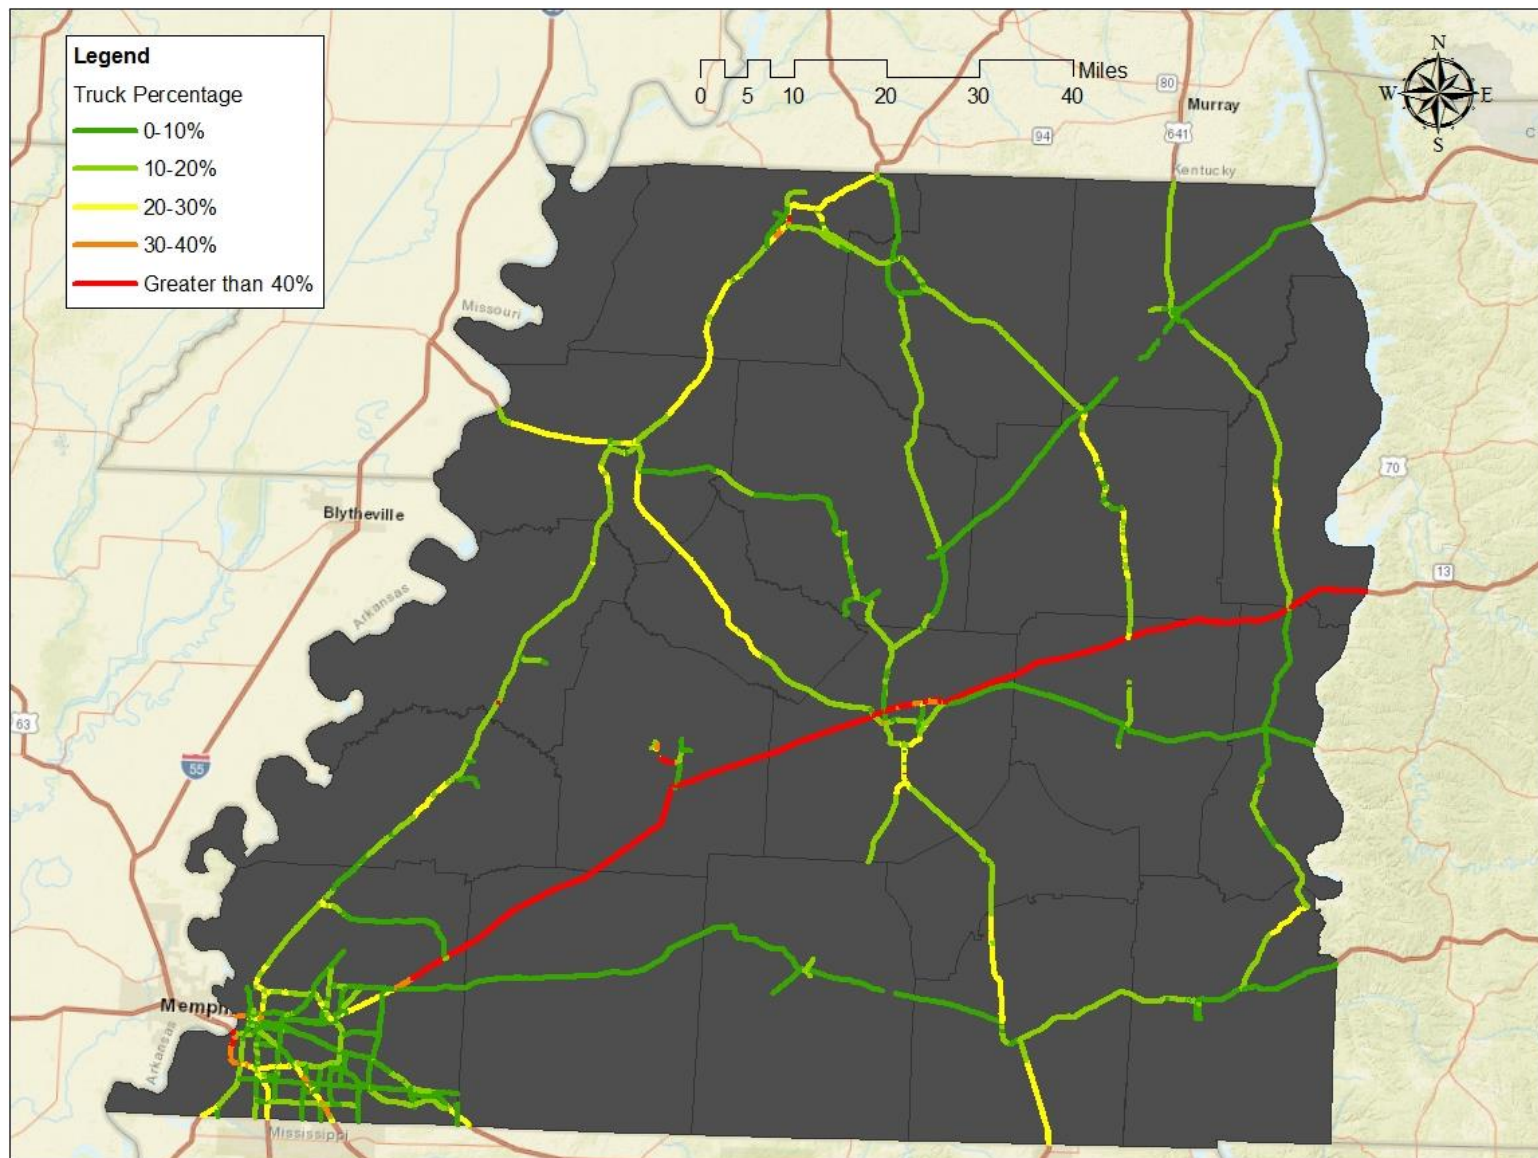 Legend
Truck Percentage
0-10%
10-20%
20-30%
30-40%
Greater than 40%
Miles
0 5 10 20 30 40
N
W E
S
80
Murray
94
641
Kentucky
Missouri
70
Blytheville
13
Arkansas
63
55
Memph
Arkansas
Mississippi